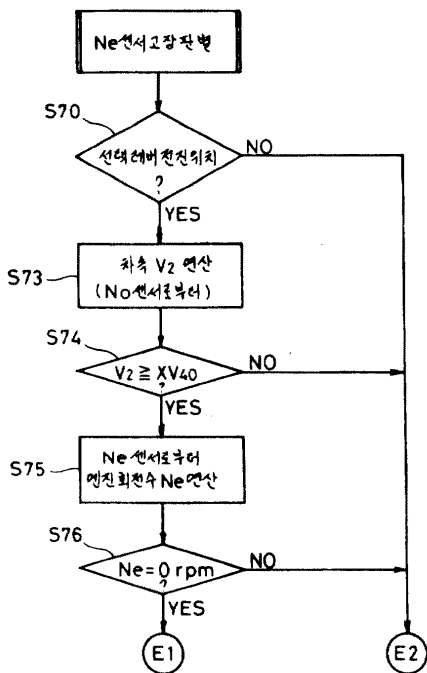 Ne센서고장판별
S70
선택레버전진위치
?
NO
YES
S73
차속 V2 연산
(No센서로부터)
S74
V2 ≧ XV40
?
NO
YES
S75
Ne센서로부터
엔진회전수 Ne연산
S76
Ne=0rpm
?
NO
YES
E1
E2